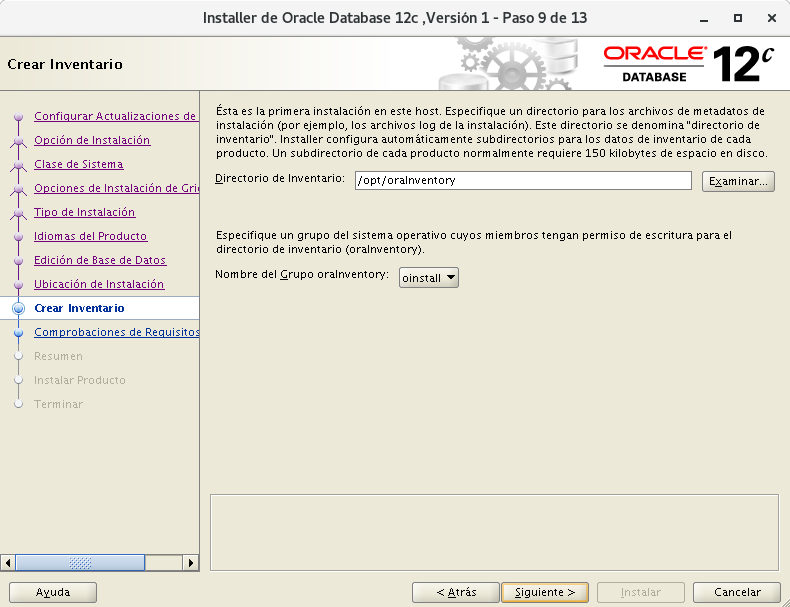 Installer de Oracle Database 12c ,Versión 1 - Paso 9 de 13
Crear Inventario
ORACLE®
DATABASE
12c
Configurar Actualizaciones de
Opción de Instalación
Clase de Sistema
Opciones de Instalación de Gri
Tipo de Instalación
Idiomas del Producto
Edición de Base de Datos
Ubicación de Instalación
Crear Inventario
Comprobaciones de Requisitos
Resumen
Instalar Producto
Terminar
Ésta es la primera instalación en este host. Especifique un directorio para los archivos de metadatos de
instalación (por ejemplo, los archivos log de la instalación). Este directorio se denomina "directorio de
inventario". Installer configura automáticamente subdirectorios para los datos de inventario de cada
producto. Un subdirectorio de cada producto normalmente requiere 150 kilobytes de espacio en disco.
Directorio de Inventario: /opt/oraInventory Examinar...
Especifique un grupo del sistema operativo cuyos miembros tengan permiso de escritura para el
directorio de inventario (oraInventory).
Nombre del Grupo oraInventory: oinstall
Ayuda
< Atrás
Siguiente >
Instalar
Cancelar